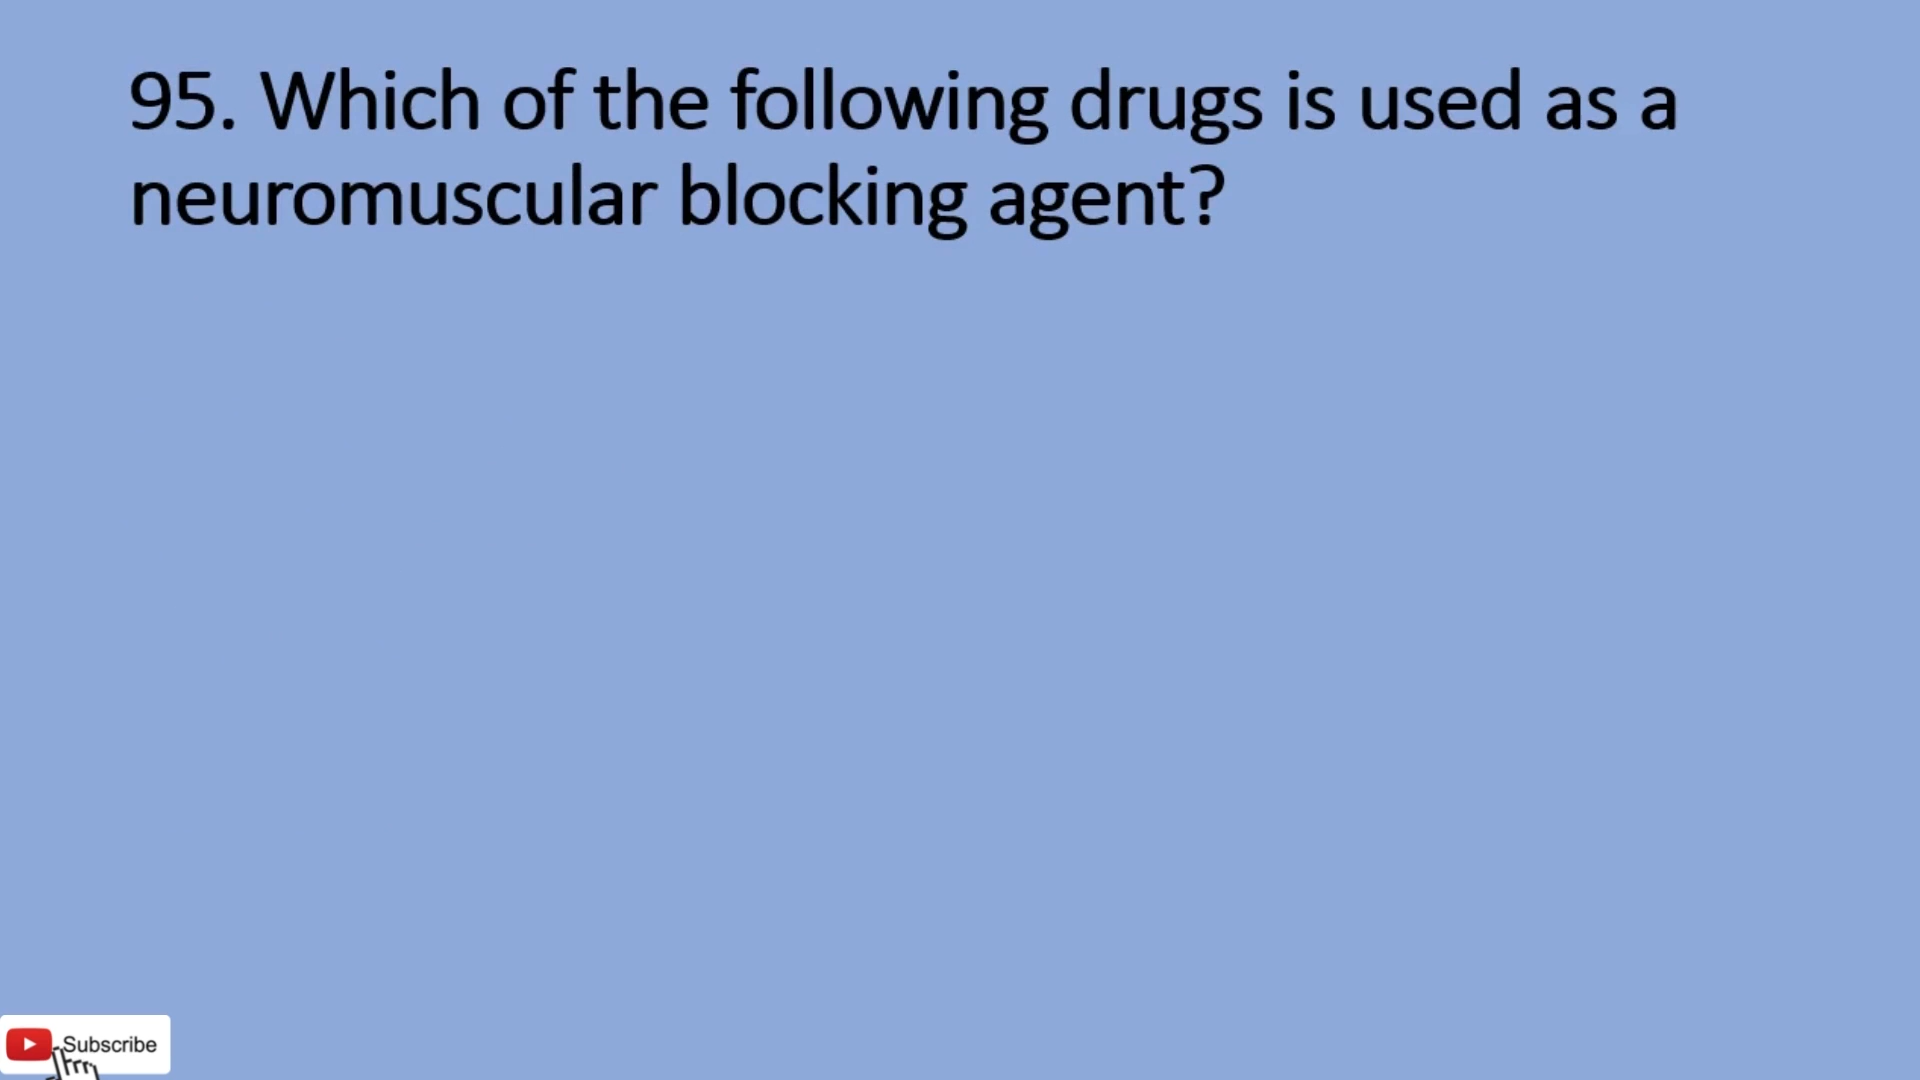 95. Which of the following drugs is used as a
neuromuscular blocking agent?
Subscribe